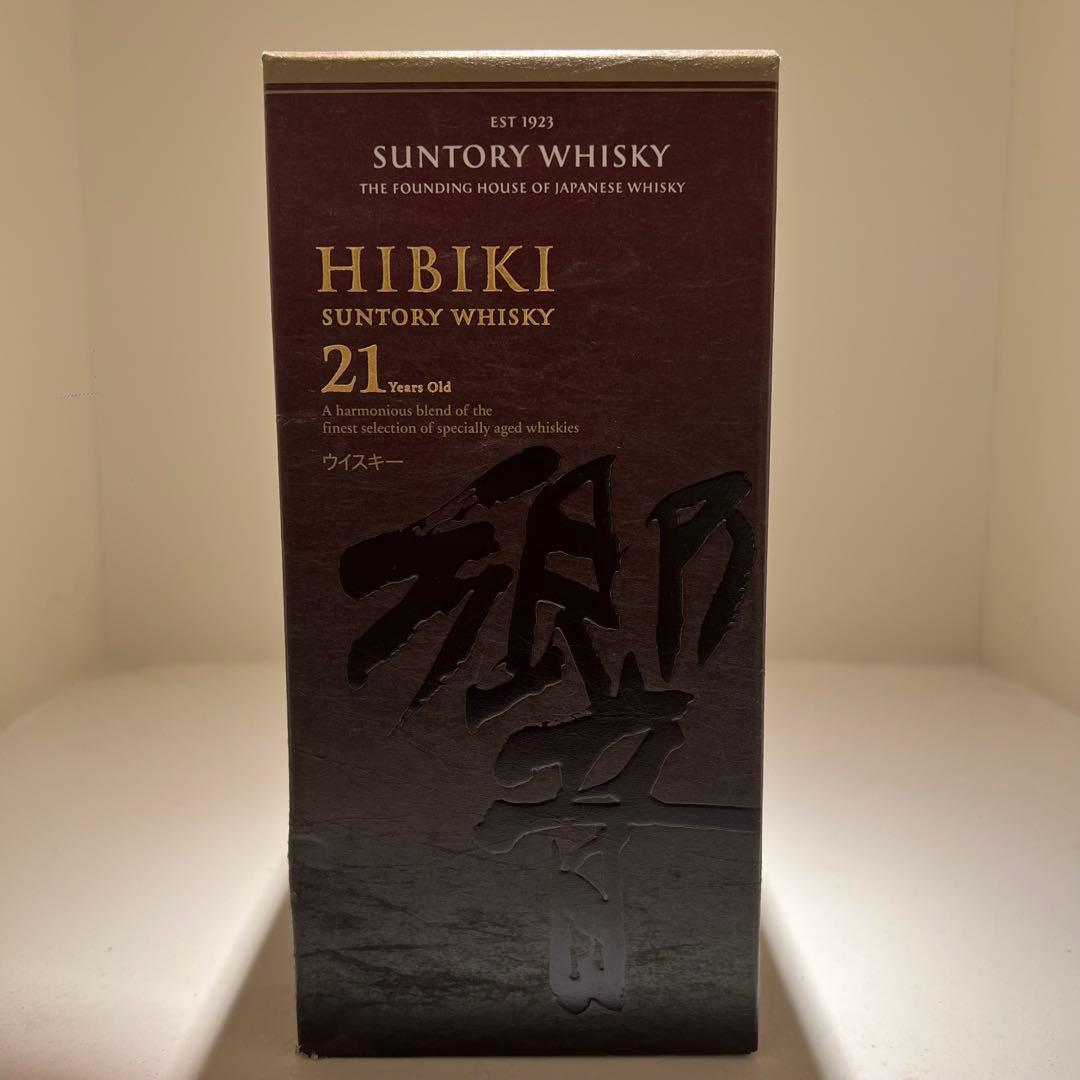 EST 1923
SUNTORY WHISKY
THE FOUNDING HOUSE OF JAPANESE WHISKY
HIBIKI
SUNTORY WHISKY
21 Years Old
A harmonious blend of the
finest selection of specially aged whiskies
ウイスキー
響